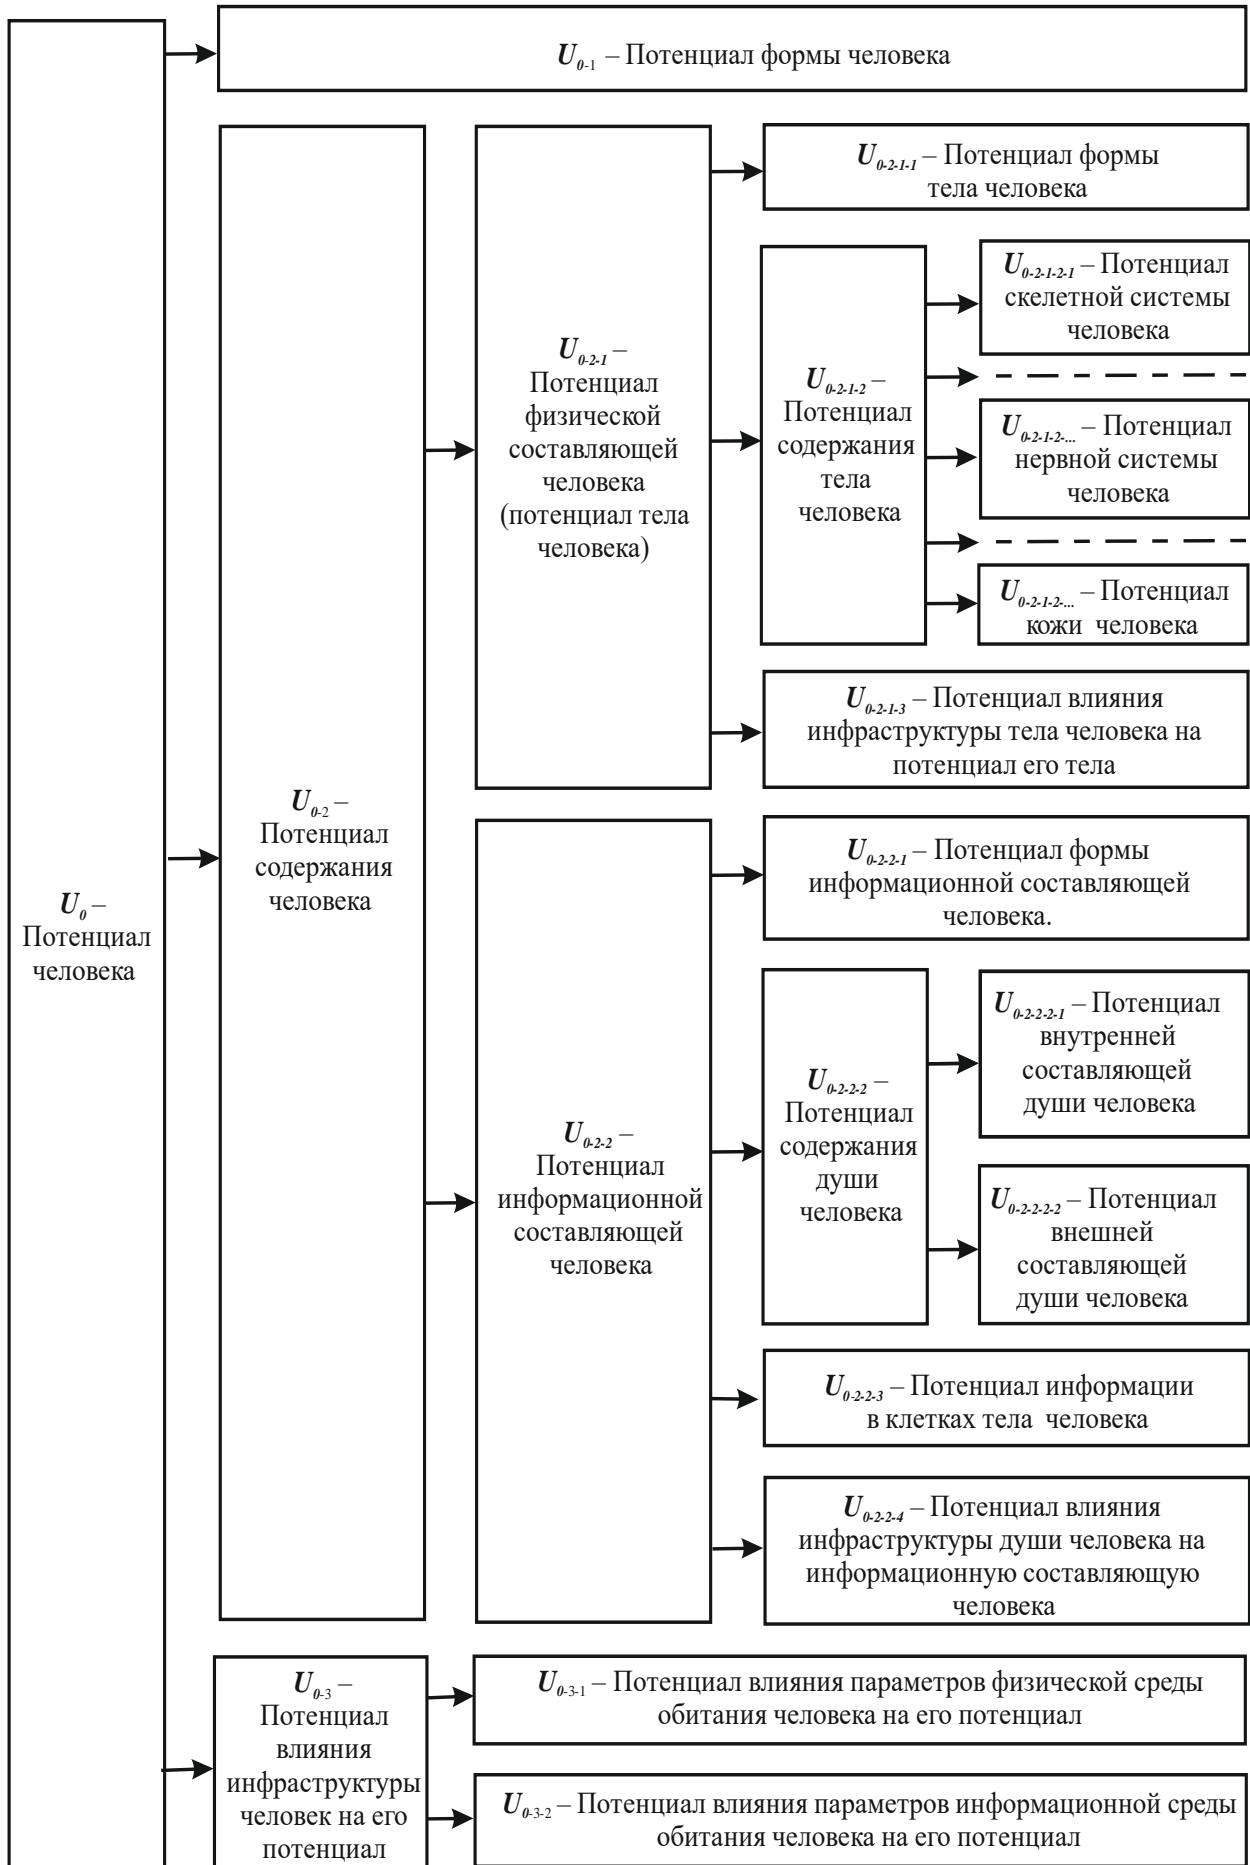 U0-1 – Потенциал формы человека
U0-2-1-1 – Потенциал формы
тела человека
U0-2-1-2-1 – Потенциал
скелетной системы
человека
U0-2-1 –
Потенциал
физической
составляющей
человека
(потенциал тела
человека)
U0-2-1-2 –
Потенциал
содержания
тела
человека
U0-2-1-2-... – Потенциал
нервной системы
человека
U0-2-1-2-... – Потенциал
кожи человека
U0-2-1-3 – Потенциал влияния
инфраструктуры тела человека на
потенциал его тела
U0-2 –
Потенциал
содержания
человека
U0-2-2-1 – Потенциал формы
информационной составляющей
человека.
U0 –
Потенциал
человека
U0-2-2-2-1 – Потенциал
внутренней
составляющей
души человека
U0-2-2 –
Потенциал
информационной
составляющей
человека
U0-2-2-2 –
Потенциал
содержания
души
человека
U0-2-2-2-2 – Потенциал
внешней
составляющей
души человека
U0-2-2-3 – Потенциал информации
в клетках тела человека
U0-2-2-4 – Потенциал влияния
инфраструктуры души человека на
информационную составляющую
человека
U0-3 –
Потенциал
влияния
инфраструктуры
человек на его
потенциал
U0-3-1 – Потенциал влияния параметров физической среды
обитания человека на его потенциал
U0-3-2 – Потенциал влияния параметров информационной среды
обитания человека на его потенциал